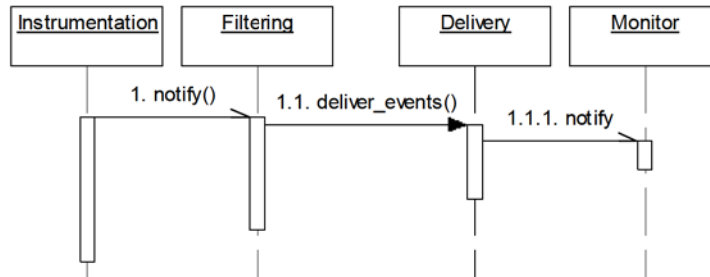 Instrumentation
Filtering
Delivery
Monitor
1. notify()
1.1. deliver_events()
1.1.1. notify